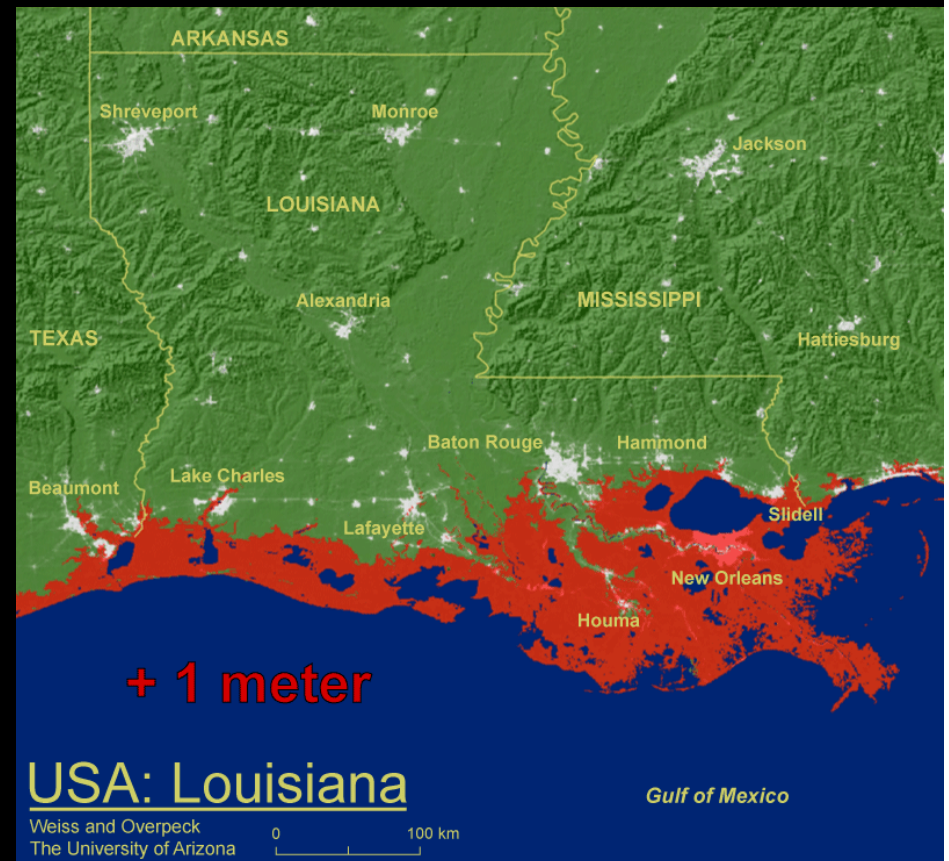 ARKANSAS
Shreveport
Monroe
Jackson
LOUISIANA
Alexandria
MISSISSIPPI
TEXAS
Hattiesburg
Baton Rouge
Hammond
Lake Charles
Beaumont
Slidell
Lafayette
New Orleans
Houma
+ 1 meter
USA: Louisiana
Gulf of Mexico
Weiss and Overpeck
The University of Arizona
0 100 km